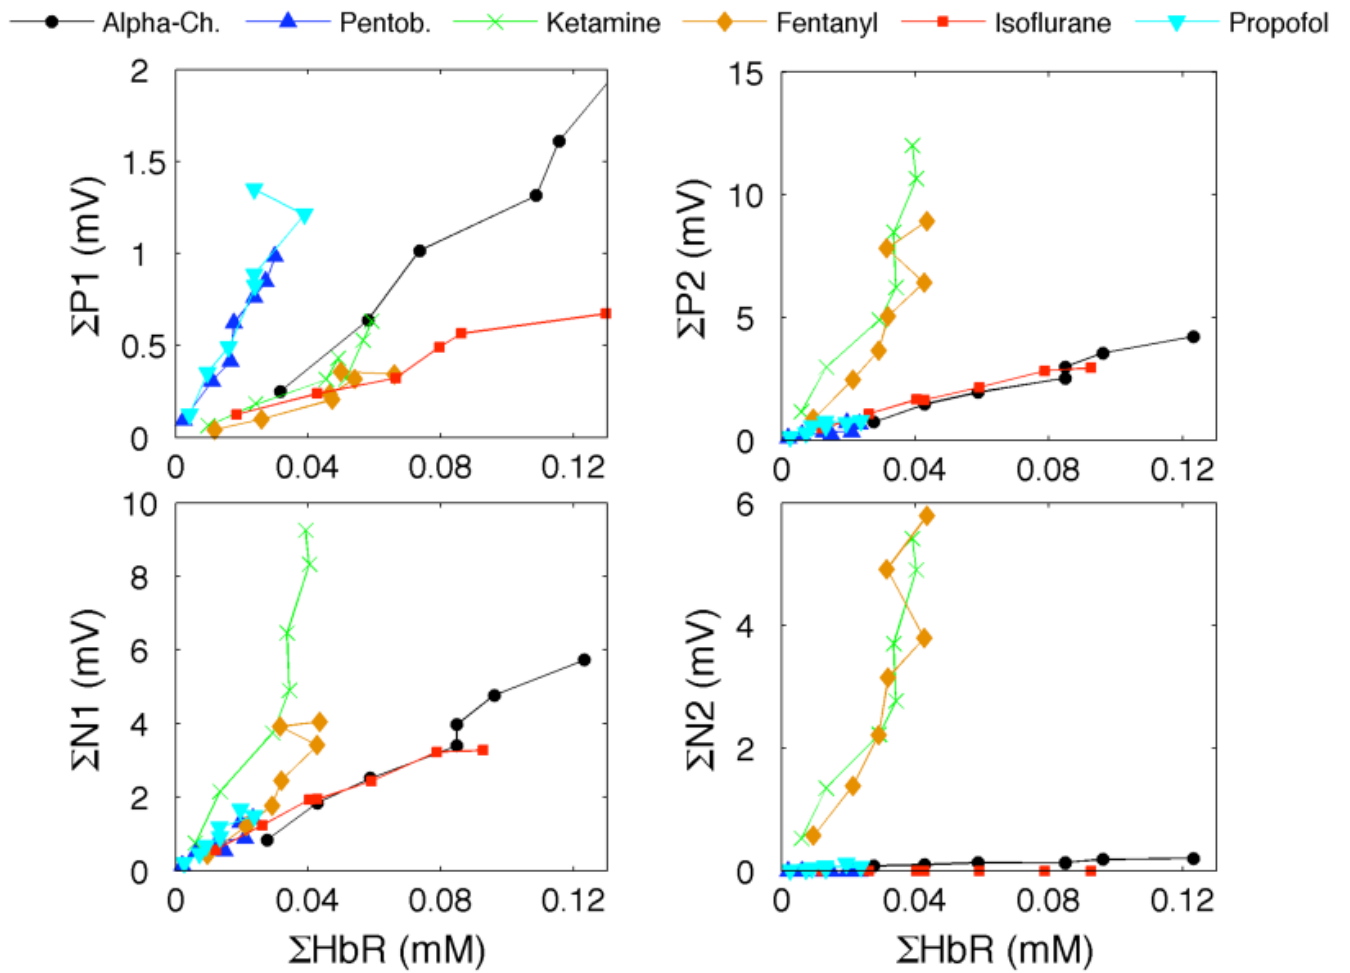 Alpha-Ch. Pentob. Ketamine Fentanyl Isoflurane Propofol
2
1.5
1
0.5
0
ΣP1 (mV)
0 0.04 0.08 0.12
15
10
5
0
ΣP2 (mV)
0 0.04 0.08 0.12
10
8
6
4
2
0
ΣN1 (mV)
0 0.04 0.08 0.12
ΣHbR (mM)
6
4
2
0
ΣN2 (mV)
0 0.04 0.08 0.12
ΣHbR (mM)